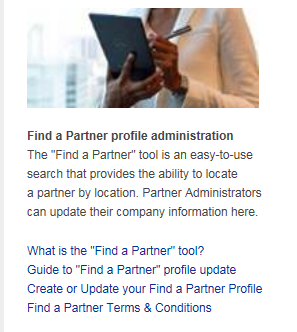 Find a Partner profile administration
The "Find a Partner" tool is an easy-to-use
search that provides the ability to locate
a partner by location. Partner Administrators
can update their company information here.
What is the "Find a Partner" tool?
Guide to "Find a Partner" profile update
Create or Update your Find a Partner Profile
Find a Partner Terms & Conditions